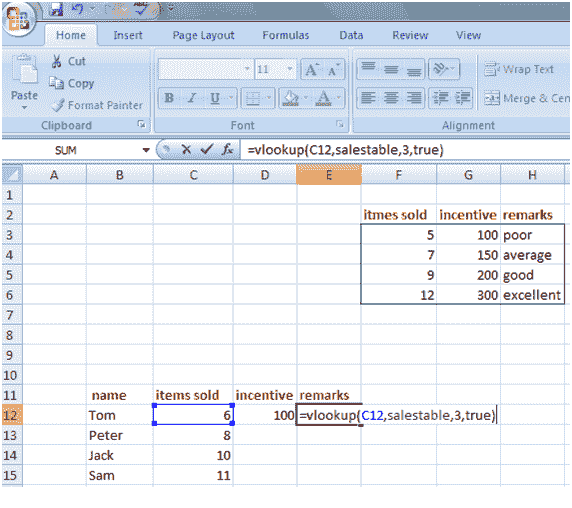 Home Insert Page Layout Formulas Data Review View
Cut
Copy
Paste
Format Painter
11 A A
B I U A
Wrap Text
Merge & Cen
Clipboard Font Alignment
SUM =vlookup(C12,salestable,3,true)
A B C D E F G H
1
2 itmes sold incentive remarks
3 5 100 poor
4 7 150 average
5 9 200 good
6 12 300 excellent
7
8
9
10
11 name items sold incentive remarks
12 Tom 6 100 =vlookup(C12,salestable,3,true)
13 Peter 8
14 Jack 10
15 Sam 11